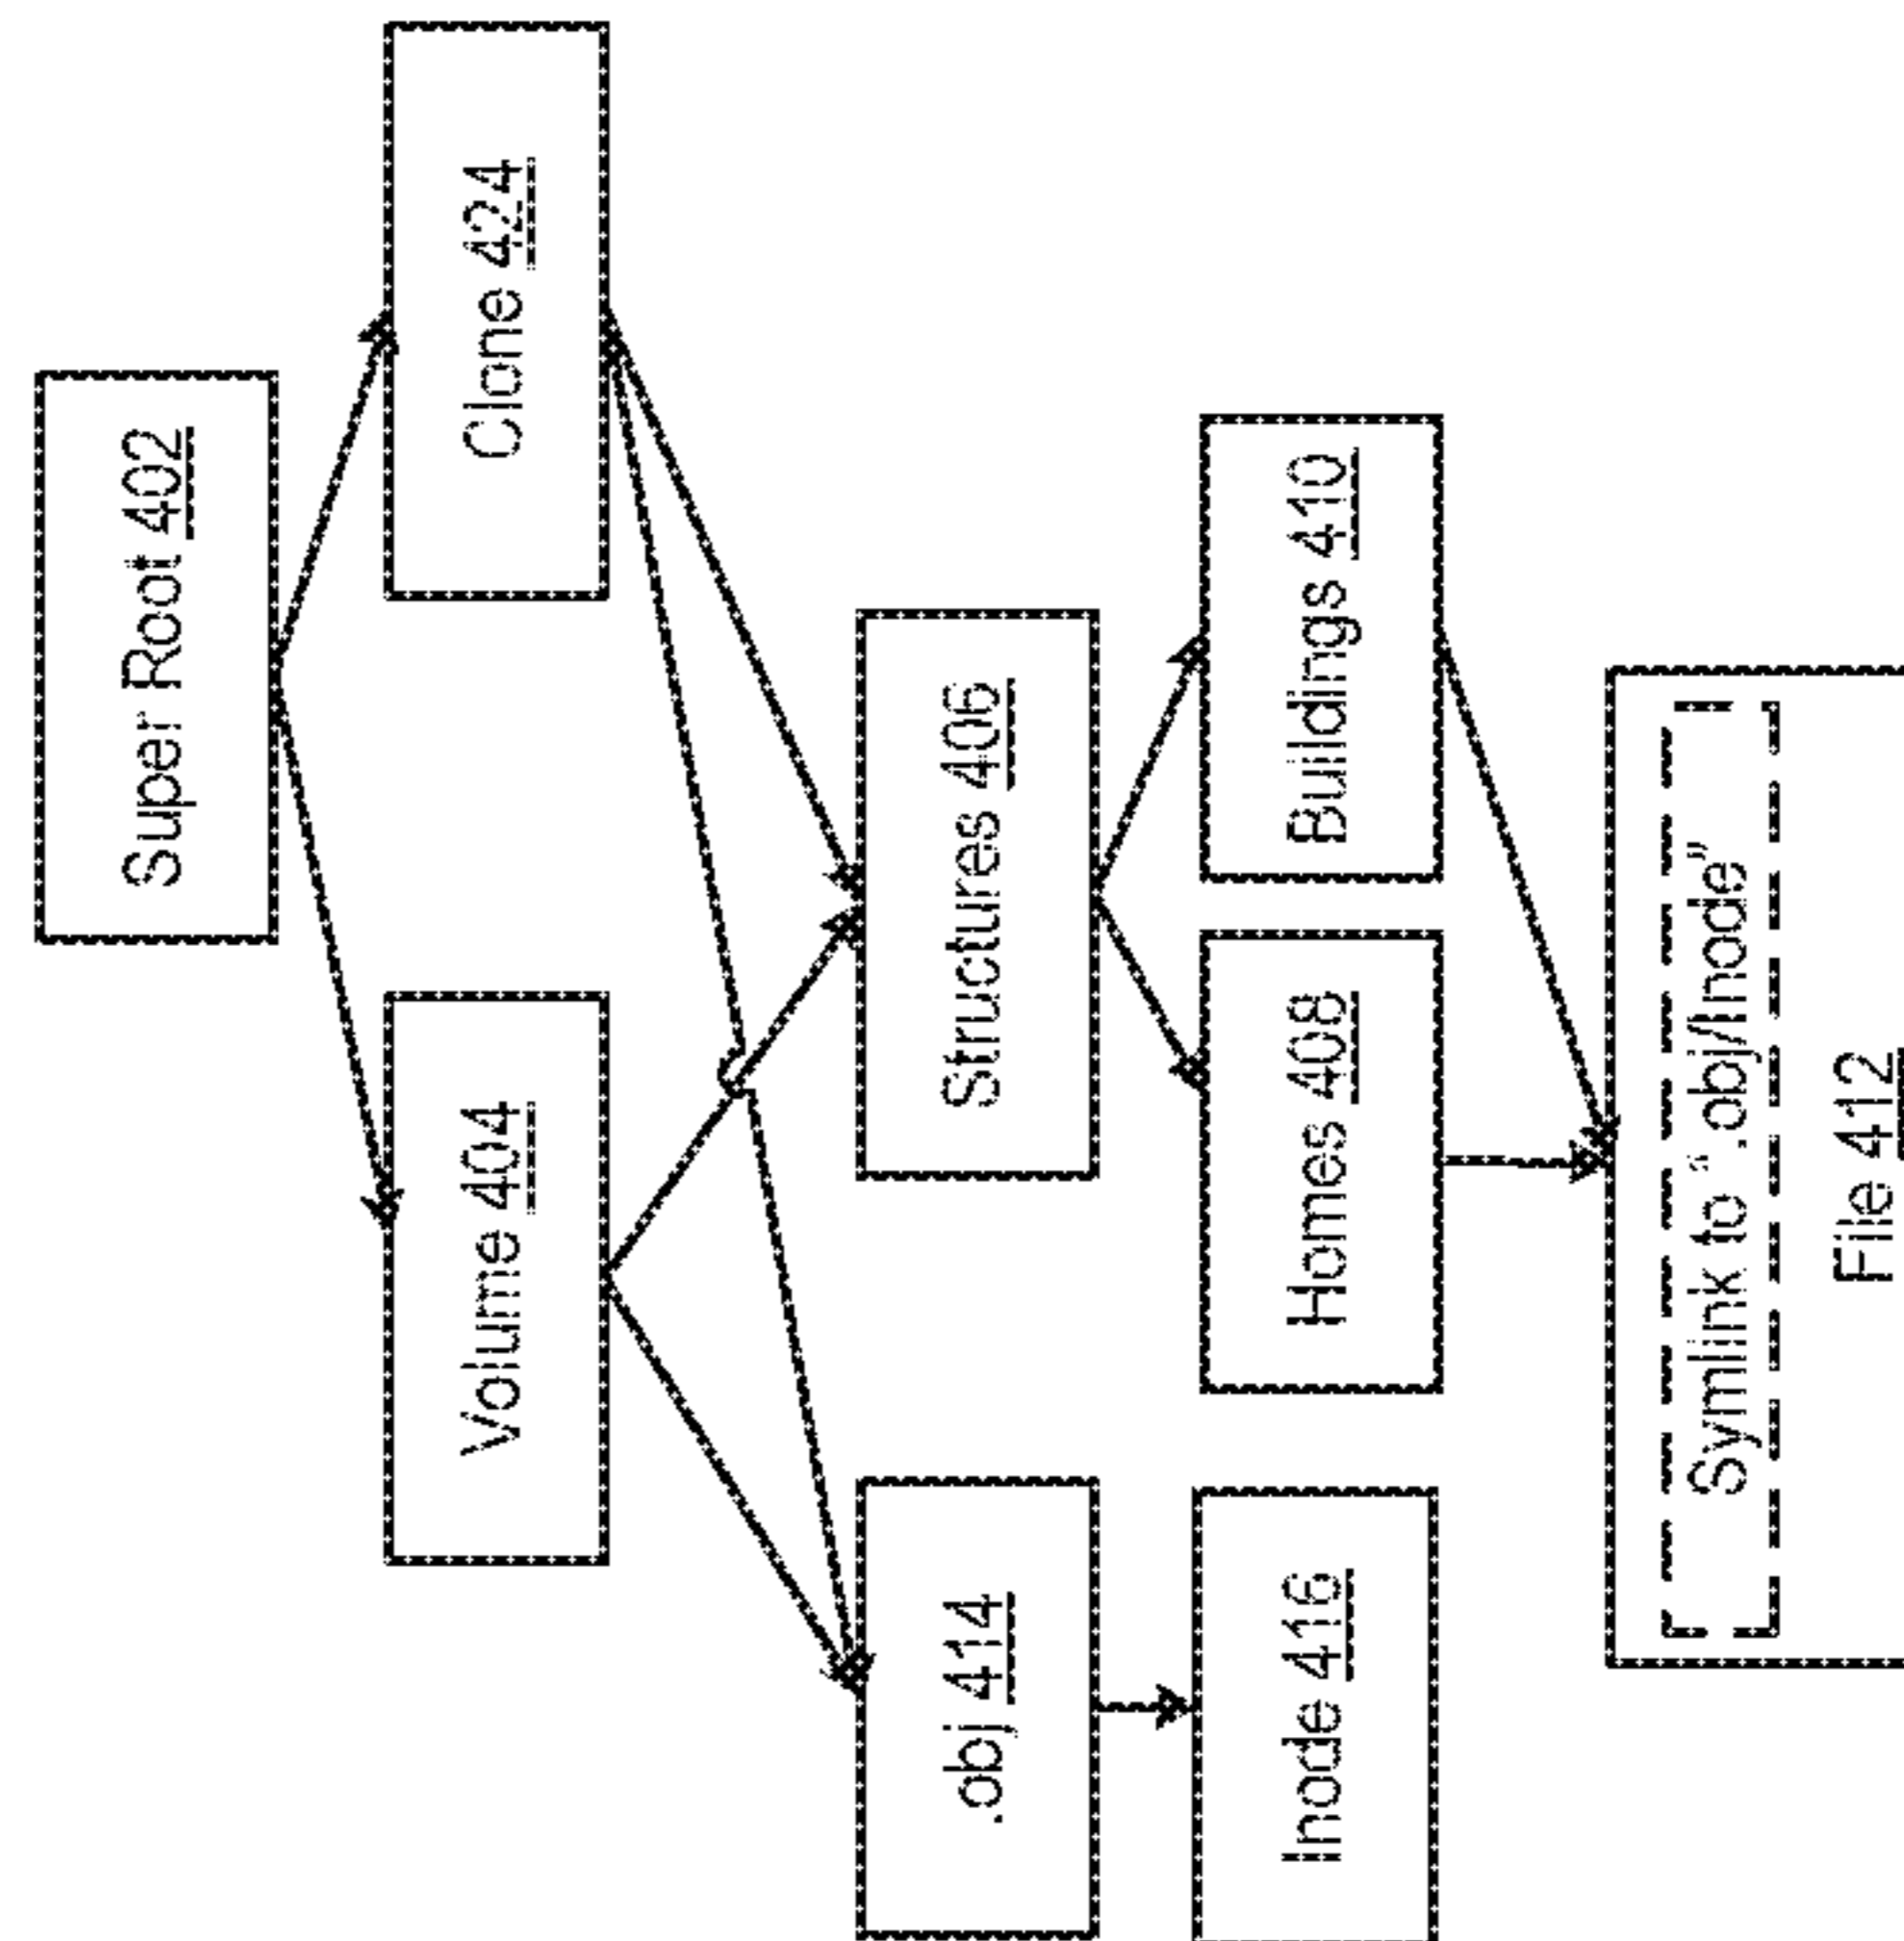 Super Root 402
Volume 404
Clone 424
.obj 414
Structures 406
Inode 416
Homes 408
Buildings 410
Symlink to “.obj/Inode”
File 412